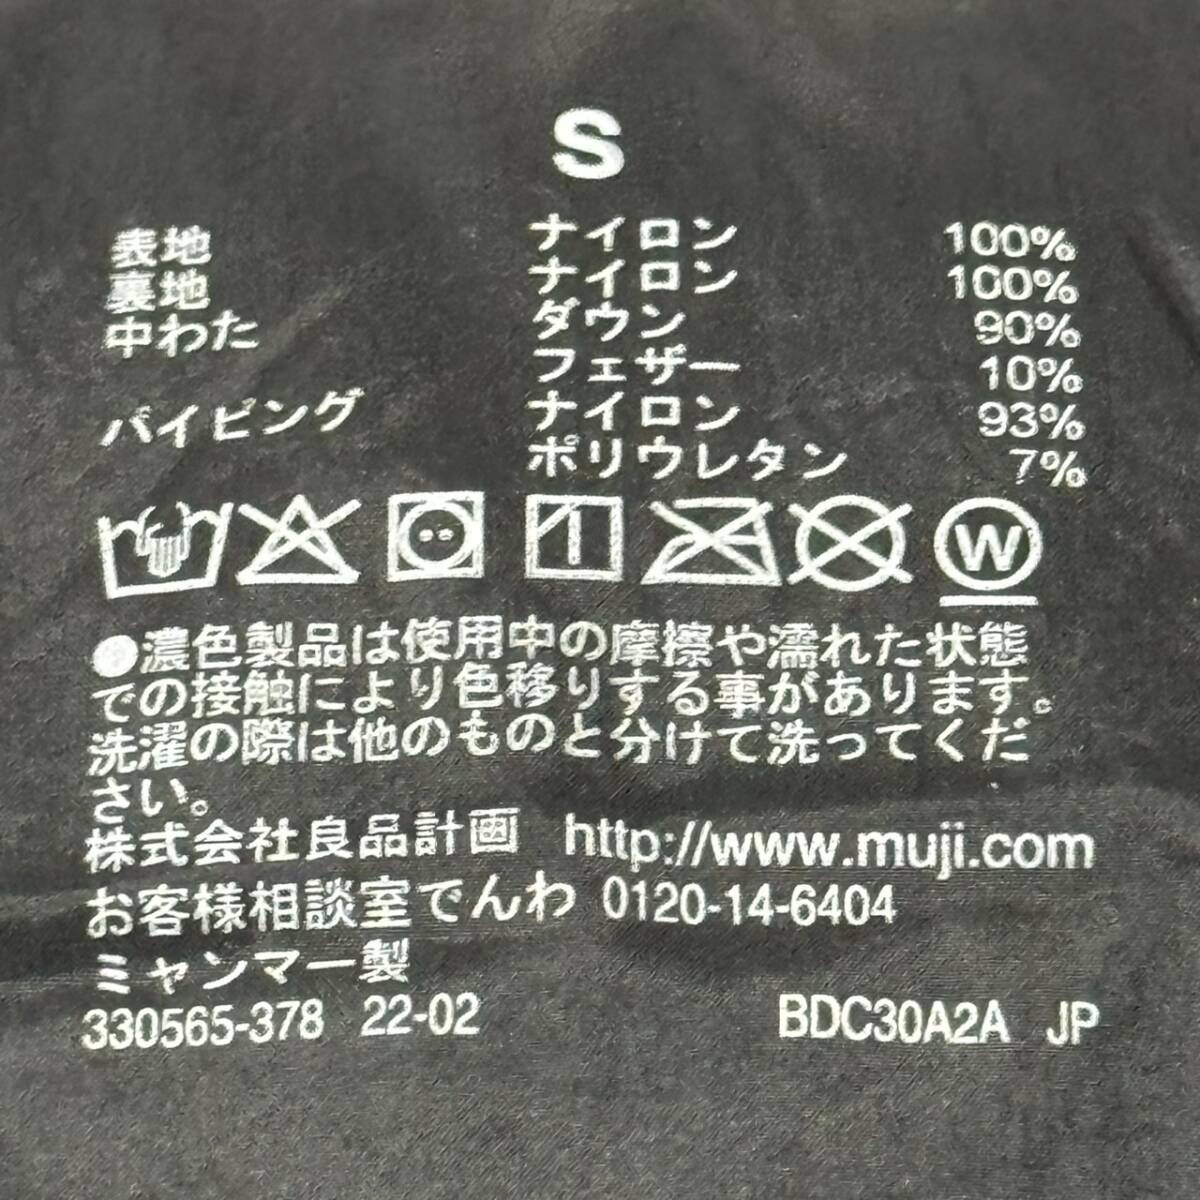 S
表地 ナイロン 100%
裏地 ナイロン 100%
中わた ダウン 90%
フェザー 10%
パイピング ナイロン 93%
ポリウレタン 7%
W
●濃色製品は使用中の摩擦や濡れた状態
での接触により色移りする事があります。
洗濯の際は他のものと分けて洗ってくだ
さい。
株式会社良品計画 http://www.muji.com
お客様相談室でんわ 0120-14-6404
ミャンマー製
330565-378 22-02 BDC30A2A JP